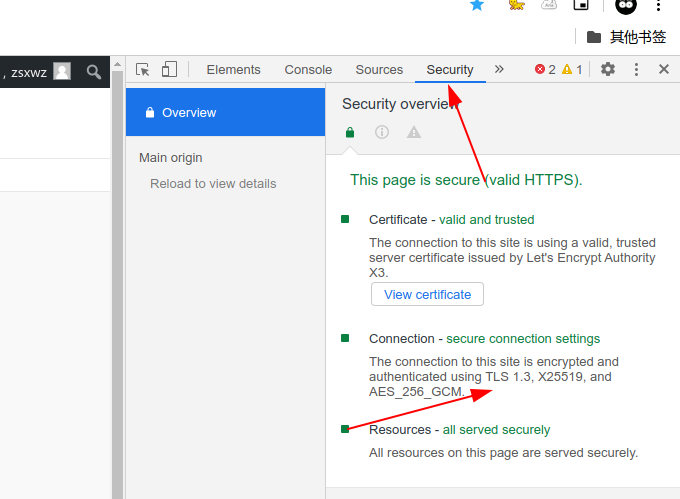 其他书签
, zsxwz
Elements Console Sources Security » 2 1
Overview
Main origin
Reload to view details
Security overview
This page is secure (valid HTTPS).
Certificate - valid and trusted
The connection to this site is using a valid, trusted
server certificate issued by Let's Encrypt Authority
X3.
View certificate
Connection - secure connection settings
The connection to this site is encrypted and
authenticated using TLS 1.3, X25519, and
AES_256_GCM.
Resources - all served securely
All resources on this page are served securely.